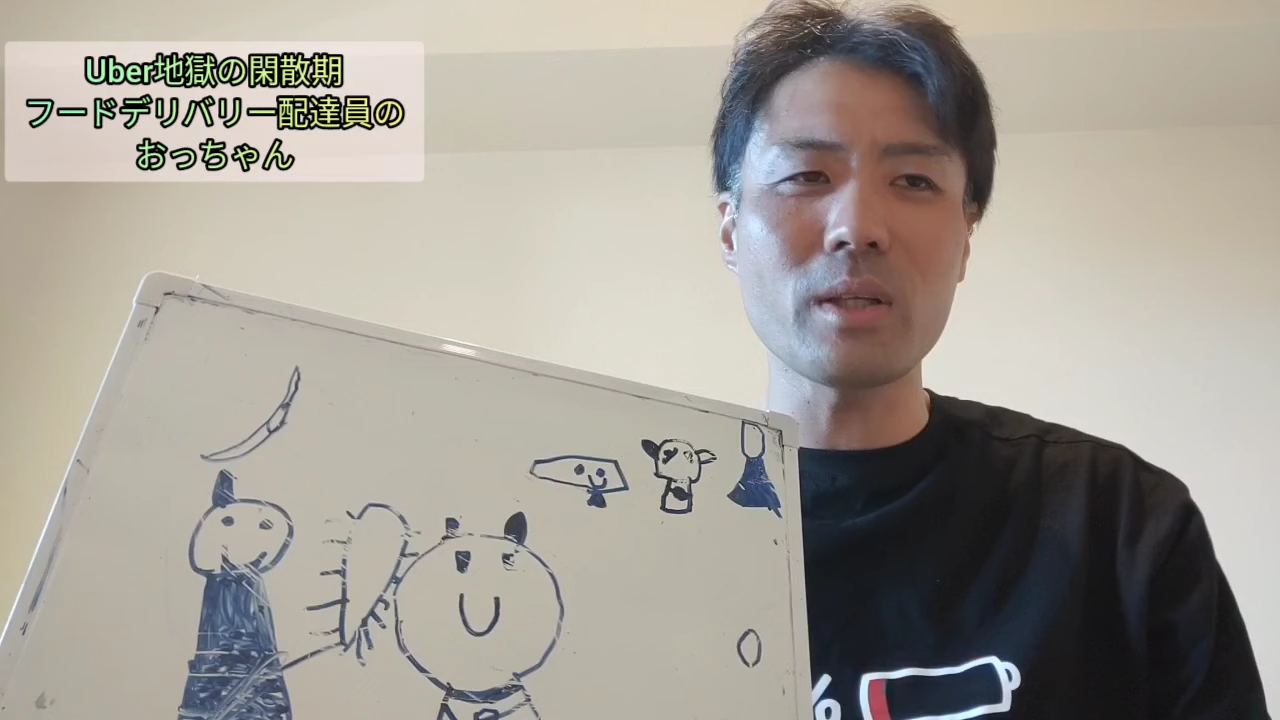 Uber地獄の閑散期
フードデリバリー配達員の
おっちゃん
%